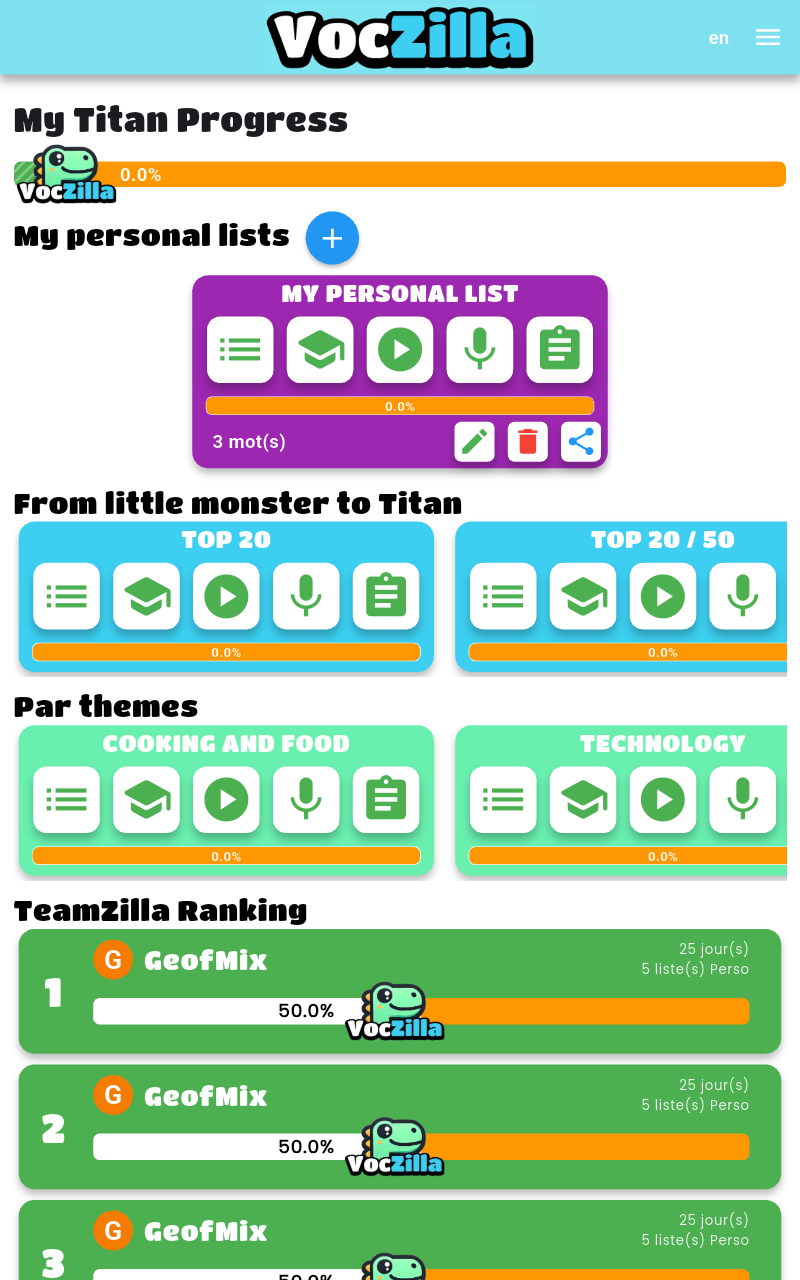 VocZilla
en
My Titan Progress
0.0%
VocZilla
My personal lists
MY PERSONAL LIST
0.0%
3 mot(s)
From little monster to Titan
TOP 20
TOP 20 / 50
0.0%
0.0%
Par themes
COOKING AND FOOD
TECHNOLOGY
0.0%
0.0%
TeamZilla Ranking
1
G
GeofMix
25 jour(s)
5 liste(s) Perso
50.0%
VocZilla
2
G
GeofMix
25 jour(s)
5 liste(s) Perso
50.0%
VocZilla
3
G
GeofMix
25 jour(s)
5 liste(s) Perso
50.0%